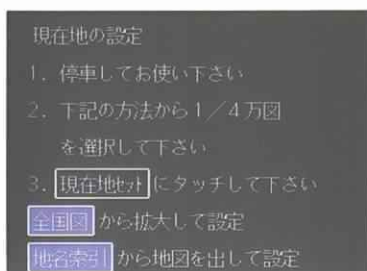 現在地の設定
1. 停車してお使い下さい
2. 下記の方法から1/4万図
を選択して下さい
3. 現在地ｾｯﾄ にタッチして下さい
全国図 から拡大して設定
地名索引 から地図を出して設定